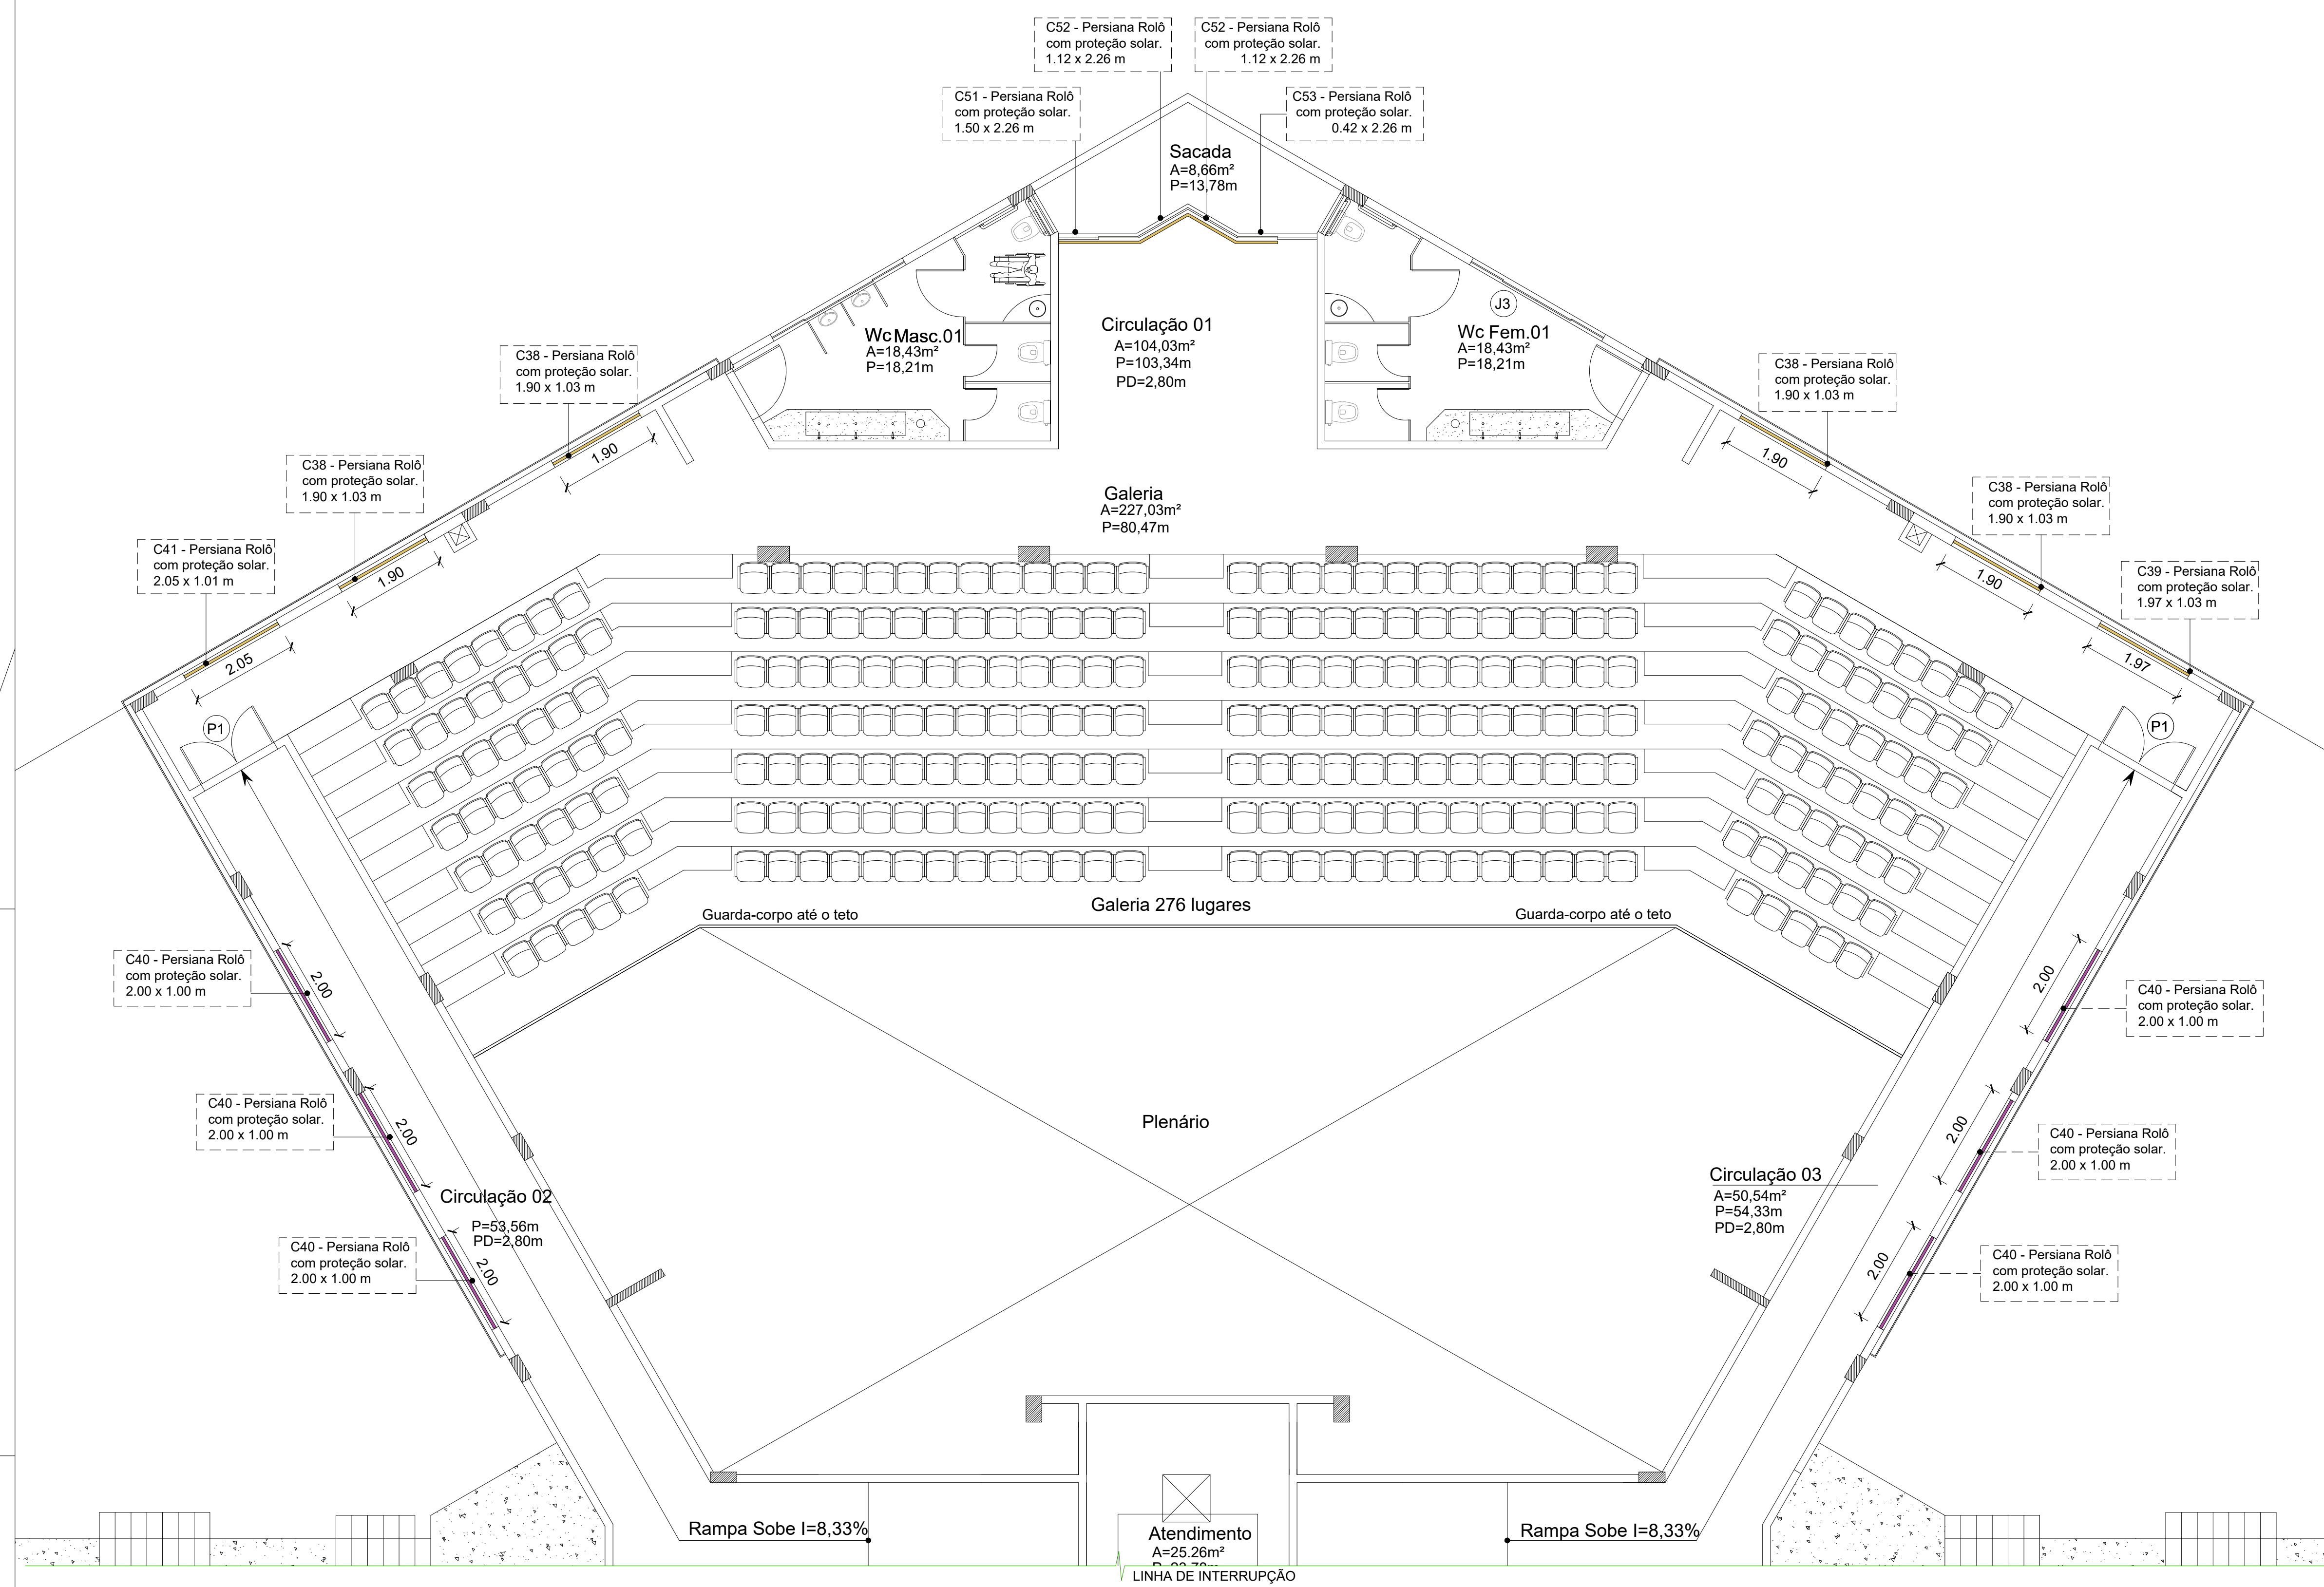 C52 - Persiana Rolô
com proteção solar.
1.12 x 2.26 m
C52 - Persiana Rolô
com proteção solar.
1.12 x 2.26 m
C51 - Persiana Rolô
com proteção solar.
1.50 x 2.26 m
C53 - Persiana Rolô
com proteção solar.
0.42 x 2.26 m
Sacada
A=8,66m²
P=13,78m
J3
Circulação 01
A=104,03m²
P=103,34m
PD=2,80m
Wc Masc.01
A=18,43m²
P=18,21m
Wc Fem.01
A=18,43m²
P=18,21m
C38 - Persiana Rolô
com proteção solar.
1.90 x 1.03 m
1.90
C38 - Persiana Rolô
com proteção solar.
1.90 x 1.03 m
1.90
C38 - Persiana Rolô
com proteção solar.
1.90 x 1.03 m
1.90
C38 - Persiana Rolô
com proteção solar.
1.90 x 1.03 m
1.90
Galeria
A=227,03m²
P=80,47m
C41 - Persiana Rolô
com proteção solar.
2.05 x 1.01 m
2.05
C39 - Persiana Rolô
com proteção solar.
1.97 x 1.03 m
1.97
P1
P1
Galeria 276 lugares
Guarda-corpo até o teto
Guarda-corpo até o teto
C40 - Persiana Rolô
com proteção solar.
2.00 x 1.00 m
2.00
C40 - Persiana Rolô
com proteção solar.
2.00 x 1.00 m
2.00
C40 - Persiana Rolô
com proteção solar.
2.00 x 1.00 m
2.00
C40 - Persiana Rolô
com proteção solar.
2.00 x 1.00 m
2.00
Plenário
Circulação 03
A=50,54m²
P=54,33m
PD=2,80m
Circulação 02
P=53,56m
PD=2,80m
C40 - Persiana Rolô
com proteção solar.
2.00 x 1.00 m
2.00
C40 - Persiana Rolô
com proteção solar.
2.00 x 1.00 m
2.00
Rampa Sobe I=8,33%
Rampa Sobe I=8,33%
Atendimento
A=25.26m²
LINHA DE INTERRUPÇÃO